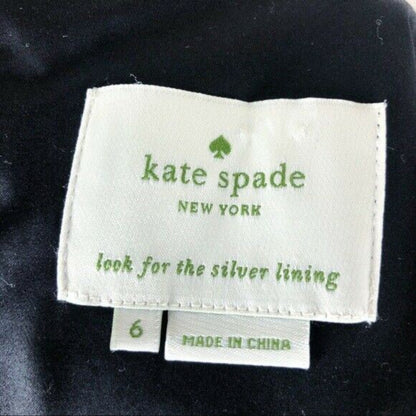 kate spade
NEW YORK
look for the silver lining
6
MADE IN CHINA